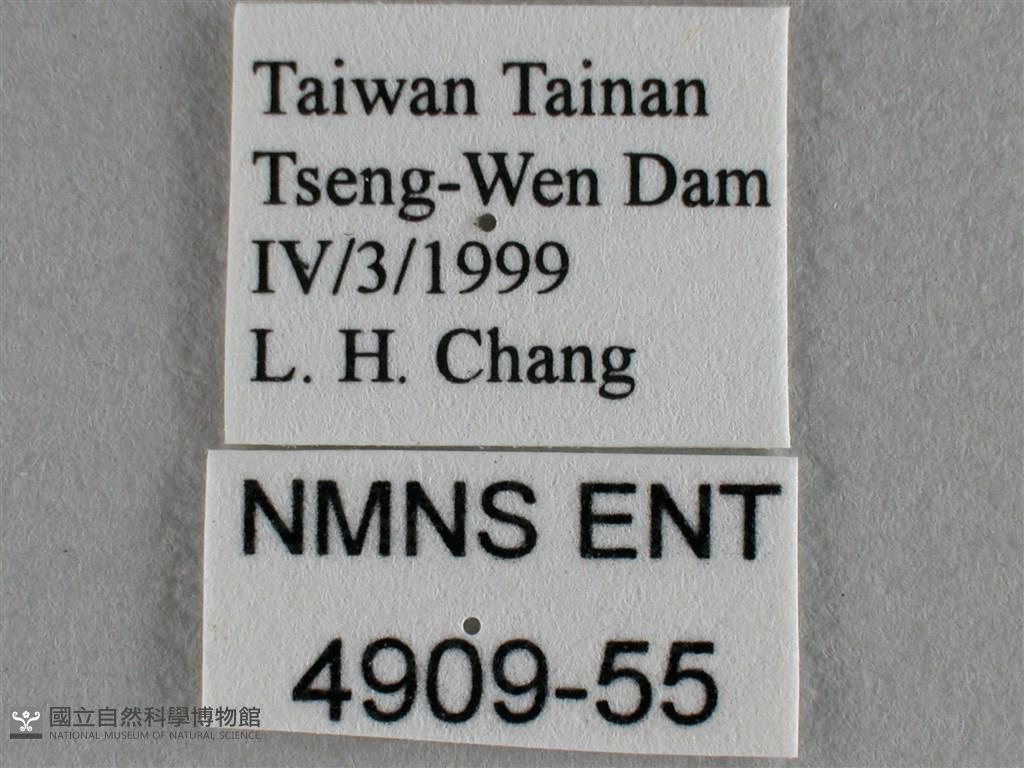 Taiwan Tainan
Tseng-Wen Dam
IV/3/1999
L. H. Chang
NMNS ENT
4909-55
國立自然科學博物館
NATIONAL MUSEUM OF NATURAL SCIENCE